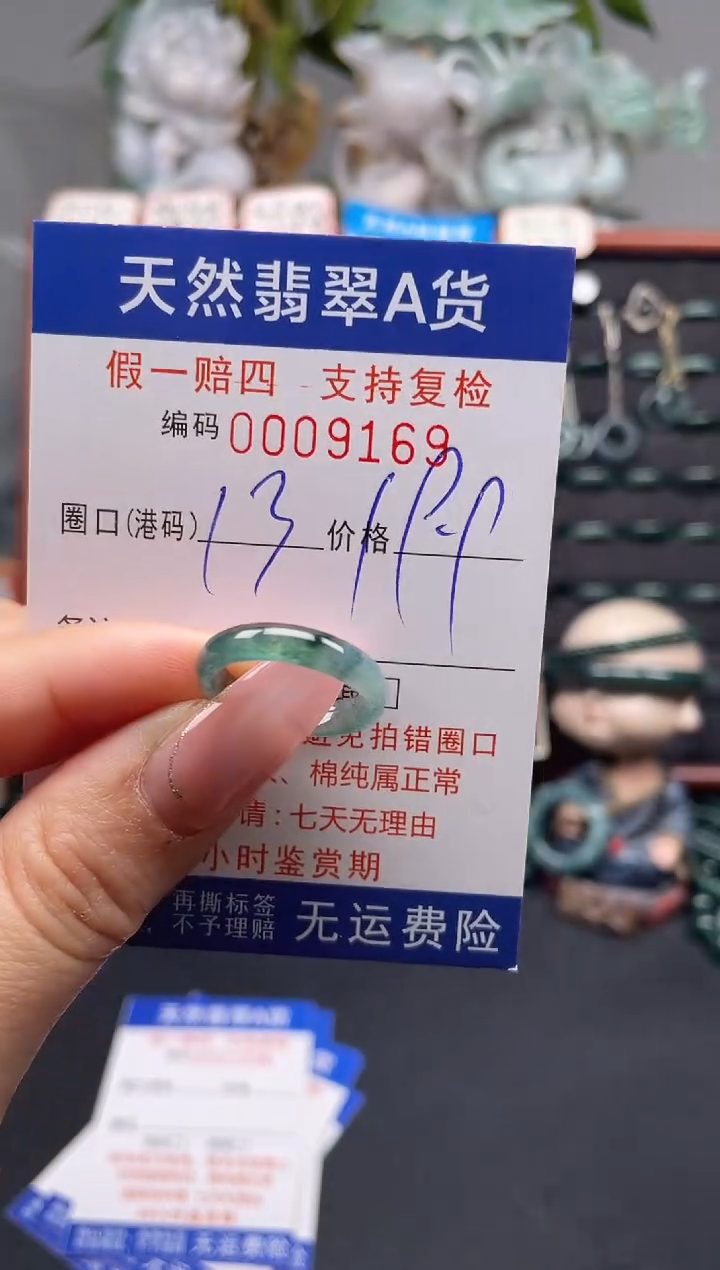 天然翡翠A货
假一赔四 - 支持复检
编码 0009169
圈口(港码) 13 价格 199
避免拍错圈口
、棉纯属正常
请:七天无理由
小时鉴赏期
再撕标签
不予理赔 无运费险